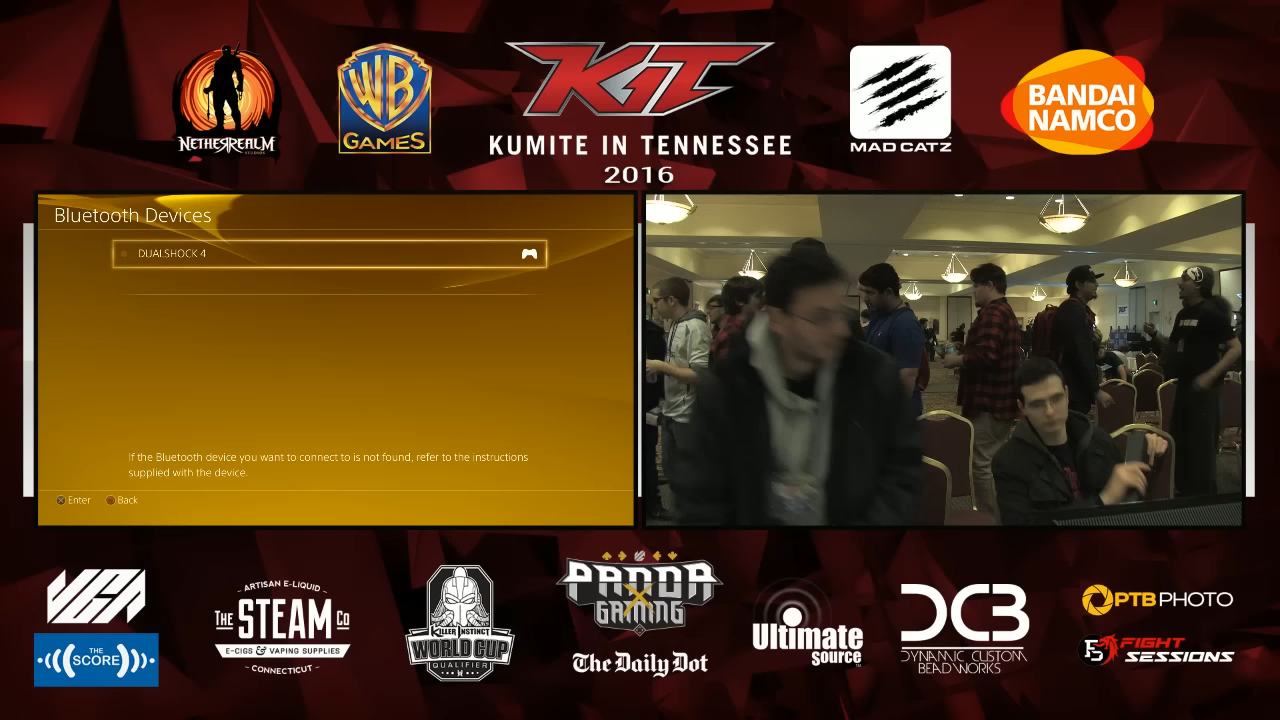 NETHERREALM
STUDIOS
WB
GAMES
KIT
KUMITE IN TENNESSEE
2016
MAD CATZ
BANDAI
NAMCO
Bluetooth Devices
DUALSHOCK 4
If the Bluetooth device you want to connect to is not found, refer to the instructions
supplied with the device.
Enter
Back
THE
SCORE
ARTISAN E-LIQUID
THE STEAM Co
E-CIGS & VAPING SUPPLIES
CONNECTICUT
KILLER INSTINCT
WORLD CUP
QUALIFIER
PANDA
GAMING
The Daily Dot
Ultimate
source
DCB
DYNAMIC CUSTOM
BEADWORKS
PTB PHOTO
FS FIGHT
SESSIONS